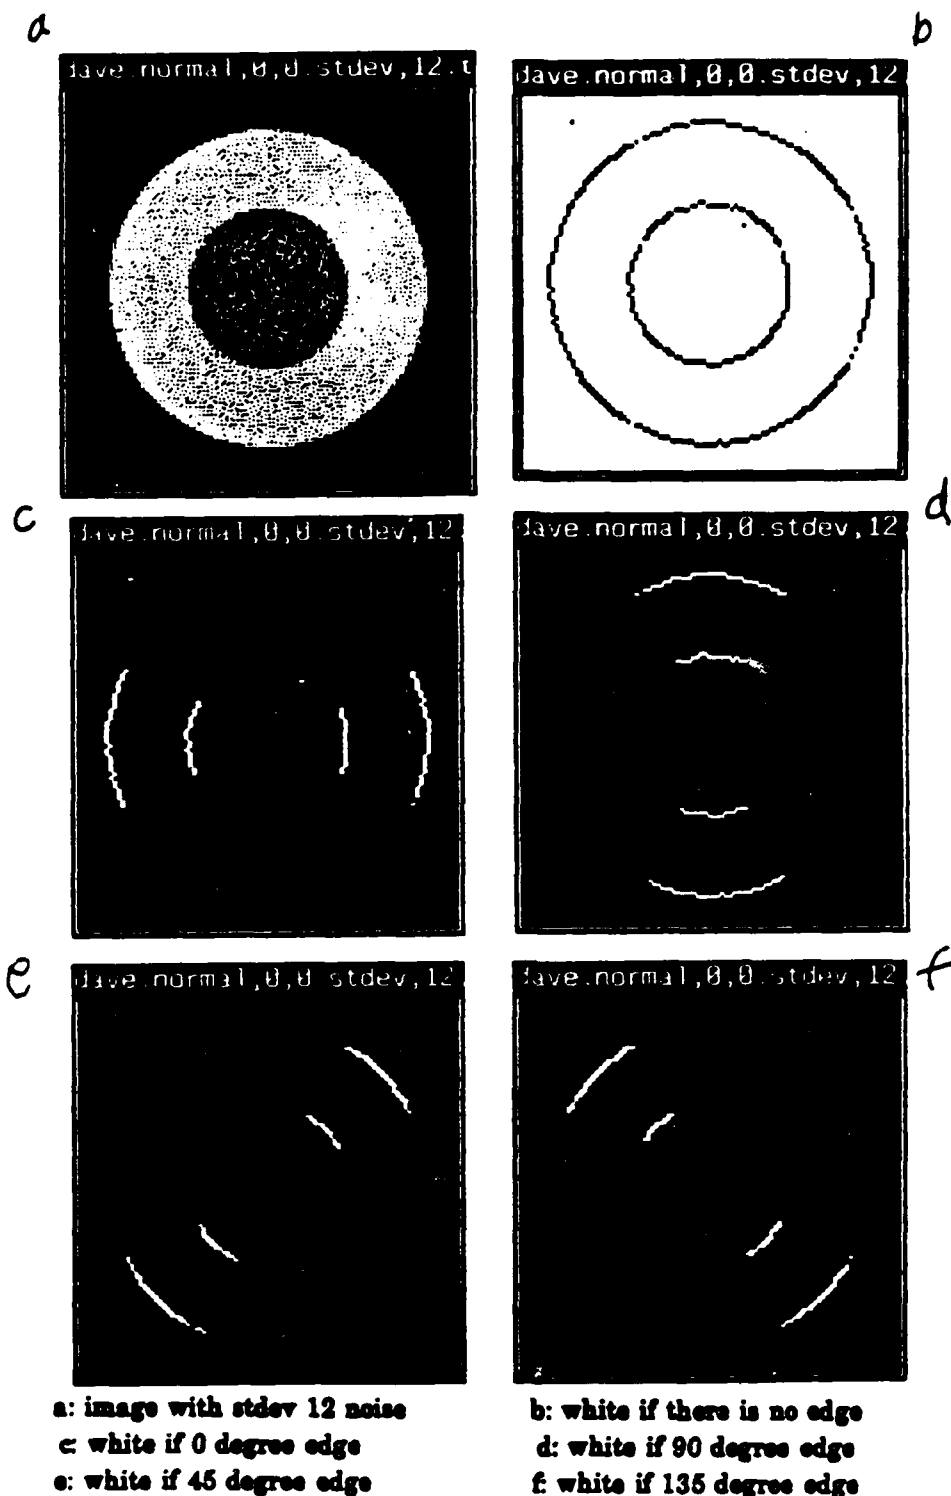 a
b
dave.normal,0,0.stdev,12.t
dave.normal,0,0.stdev,12
c
d
dave.normal,0,0.stdev,12.
dave.normal,0,0.stdev,12
e
f
dave.normal,0,0.stdev,12.
dave.normal,0,0.stdev,12
a: image with stdev 12 noise
b: white if there is no edge
c: white if 0 degree edge
d: white if 90 degree edge
e: white if 45 degree edge
f: white if 135 degree edge